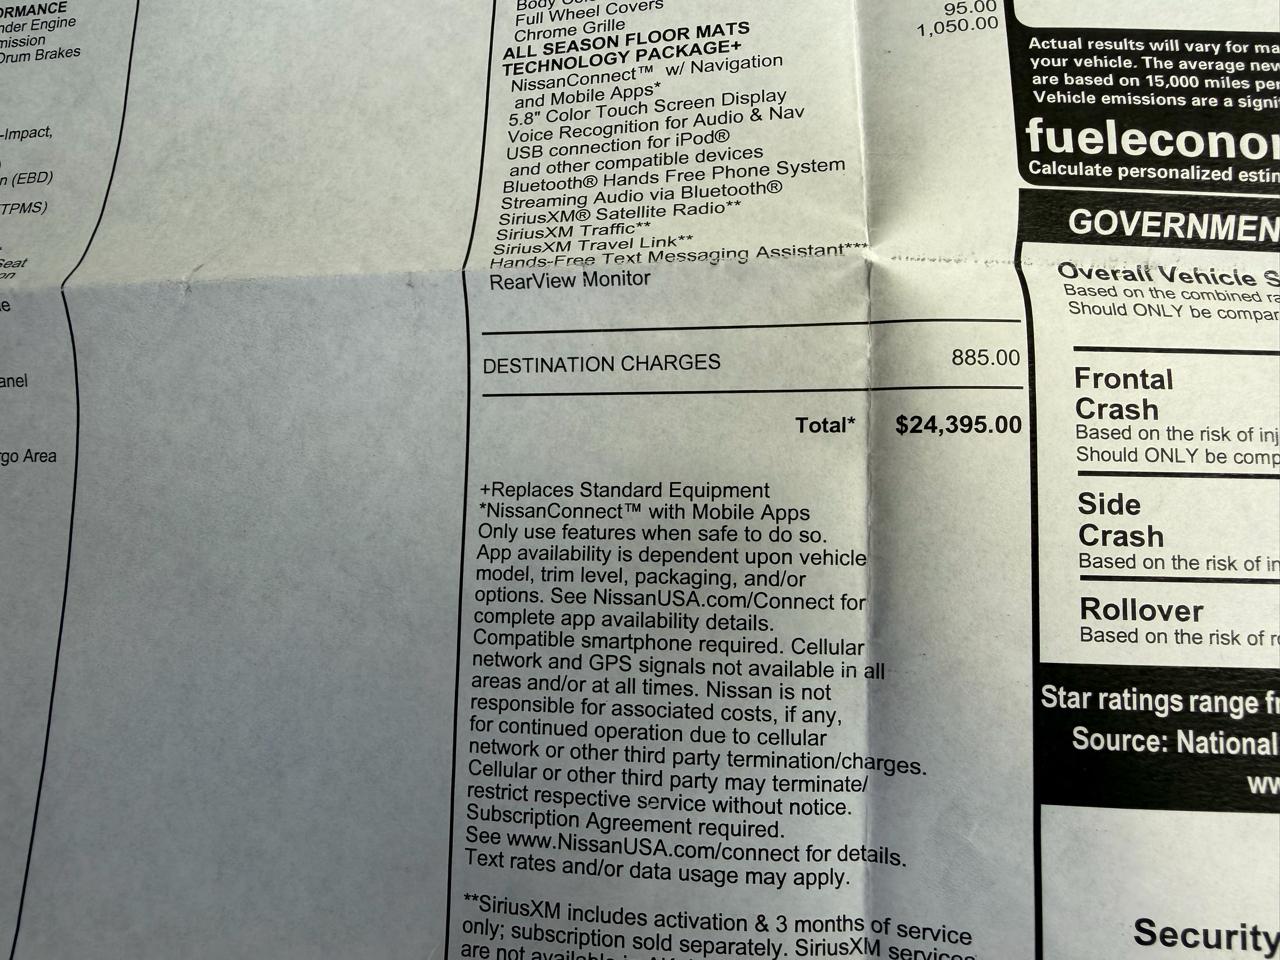 ORMANCE
nder Engine
mission
Drum Brakes
-Impact,
n (EBD)
TPMS)
Seat
on
e
anel
rgo Area
Body
Full Wheel Covers
Chrome Grille
ALL SEASON FLOOR MATS 95.00
TECHNOLOGY PACKAGE+ 1,050.00
NissanConnect™ w/ Navigation
and Mobile Apps*
5.8" Color Touch Screen Display
Voice Recognition for Audio & Nav
USB connection for iPod®
and other compatible devices
Bluetooth® Hands Free Phone System
Streaming Audio via Bluetooth®
SiriusXM® Satellite Radio**
SiriusXM Traffic**
SiriusXM Travel Link**
Hands-Free Text Messaging Assistant***
RearView Monitor
DESTINATION CHARGES 885.00
Total* $24,395.00
+Replaces Standard Equipment
*NissanConnect™ with Mobile Apps
Only use features when safe to do so.
App availability is dependent upon vehicle
model, trim level, packaging, and/or
options. See NissanUSA.com/Connect for
complete app availability details.
Compatible smartphone required. Cellular
network and GPS signals not available in all
areas and/or at all times. Nissan is not
responsible for associated costs, if any,
for continued operation due to cellular
network or other third party termination/charges.
Cellular or other third party may terminate/
restrict respective service without notice.
Subscription Agreement required.
See www.NissanUSA.com/connect for details.
Text rates and/or data usage may apply.
**SiriusXM includes activation & 3 months of service
only; subscription sold separately. SiriusXM services
are not available in
Actual results will vary for ma
your vehicle. The average new
are based on 15,000 miles per
Vehicle emissions are a signi
fuelecono
Calculate personalized estin
GOVERNMEN
Overall Vehicle S
Based on the combined ra
Should ONLY be compar
Frontal
Crash
Based on the risk of inj
Should ONLY be comp
Side
Crash
Based on the risk of in
Rollover
Based on the risk of ro
Star ratings range fr
Source: National
ww
Security